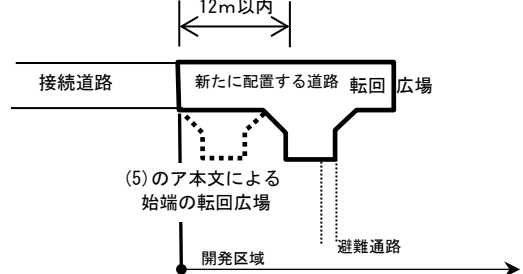 12ｍ以内
接続道路
新たに配置する道路
転回広場
(5)のア本文による
始端の転回広場
避難通路
開発区域